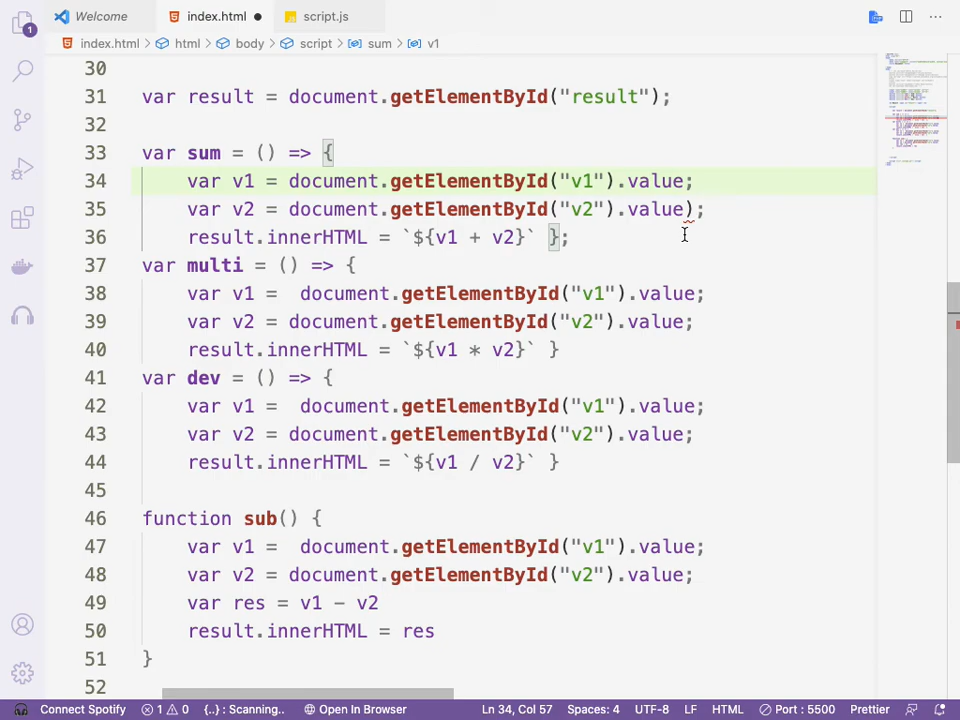 Welcome index.html ● script.js ···
index.html > html > body > script > sum > v1
30
31 var result = document.getElementById("result");
32
33 var sum = () => {
34 var v1 = document.getElementById("v1").value;
35 var v2 = document.getElementById("v2").value);
36 result.innerHTML = `${v1 + v2}` };
37 var multi = () => {
38 var v1 =  document.getElementById("v1").value;
39 var v2 = document.getElementById("v2").value;
40 result.innerHTML = `${v1 * v2}` }
41 var dev = () => {
42 var v1 =  document.getElementById("v1").value;
43 var v2 = document.getElementById("v2").value;
44 result.innerHTML = `${v1 / v2}` }
45
46 function sub() {
47 var v1 =  document.getElementById("v1").value;
48 var v2 = document.getElementById("v2").value;
49 var res = v1 - v2
50 result.innerHTML = res
51 }
52
1
Connect Spotify 1 0 {..} : Scanning.. Open In Browser Ln 34, Col 57 Spaces: 4 UTF-8 LF HTML Port : 5500 Prettier